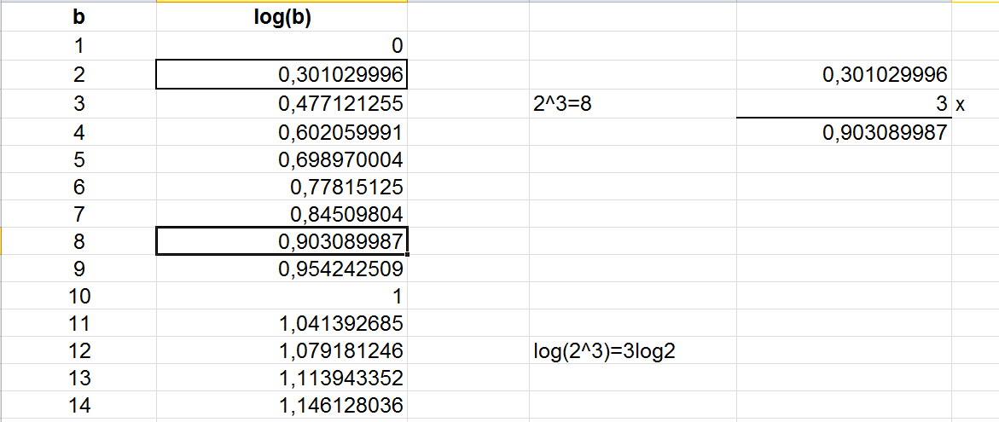 b log(b)
1 0
2 0,301029996 0,301029996
3 0,477121255 2^3=8 3 x
4 0,602059991 0,903089987
5 0,698970004
6 0,77815125
7 0,84509804
8 0,903089987
9 0,954242509
10 1
11 1,041392685
12 1,079181246 log(2^3)=3log2
13 1,113943352
14 1,146128036